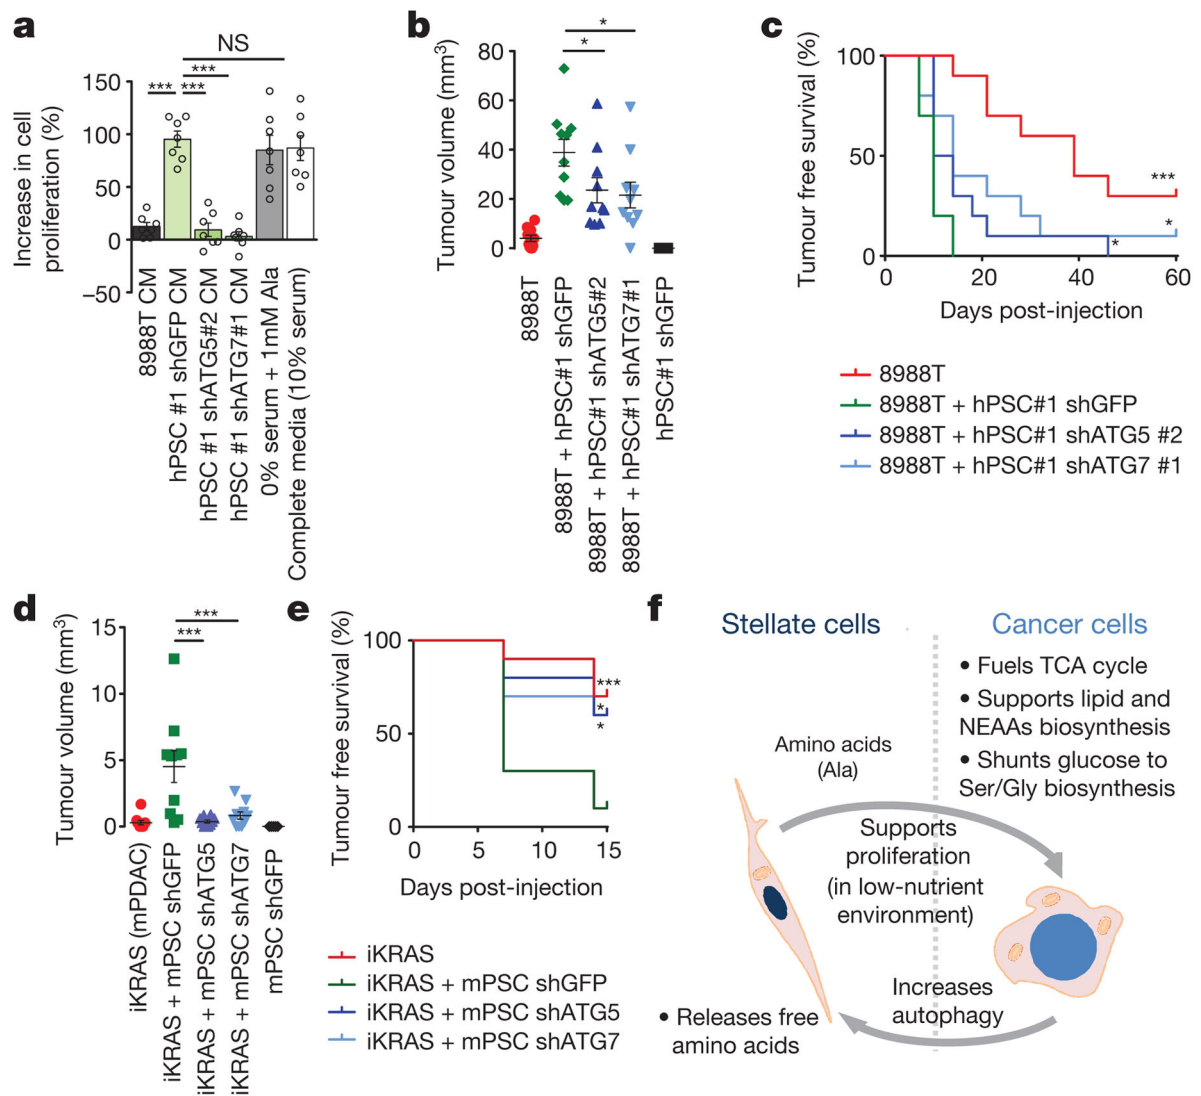 a
NS
***
*** ***
Increase in cell
proliferation (%)
150
100
50
0
−50
8988T CM
hPSC #1 shGFP CM
hPSC #1 shATG5#2 CM
hPSC #1 shATG7#1 CM
0% serum + 1mM Ala
Complete media (10% serum)
b
*
*
Tumour volume (mm³)
80
60
40
20
0
8988T
8988T + hPSC#1 shGFP
8988T + hPSC#1 shATG5#2
8988T + hPSC#1 shATG7#1
hPSC#1 shGFP
c
Tumour free survival (%)
100
50
0
***
*
*
0 20 40 60
Days post-injection
8988T
8988T + hPSC#1 shGFP
8988T + hPSC#1 shATG5 #2
8988T + hPSC#1 shATG7 #1
d
***
***
Tumour volume (mm³)
15
10
5
0
iKRAS (mPDAC)
iKRAS + mPSC shGFP
iKRAS + mPSC shATG5
iKRAS + mPSC shATG7
mPSC shGFP
e
Tumour free survival (%)
100
50
0
***
*
*
0 5 10 15
Days post-injection
iKRAS
iKRAS + mPSC shGFP
iKRAS + mPSC shATG5
iKRAS + mPSC shATG7
f
Stellate cells
Cancer cells
• Fuels TCA cycle
• Supports lipid and
NEAAs biosynthesis
• Shunts glucose to
Ser/Gly biosynthesis
Amino acids
(Ala)
Supports
proliferation
(in low-nutrient
environment)
Increases
autophagy
• Releases free
amino acids